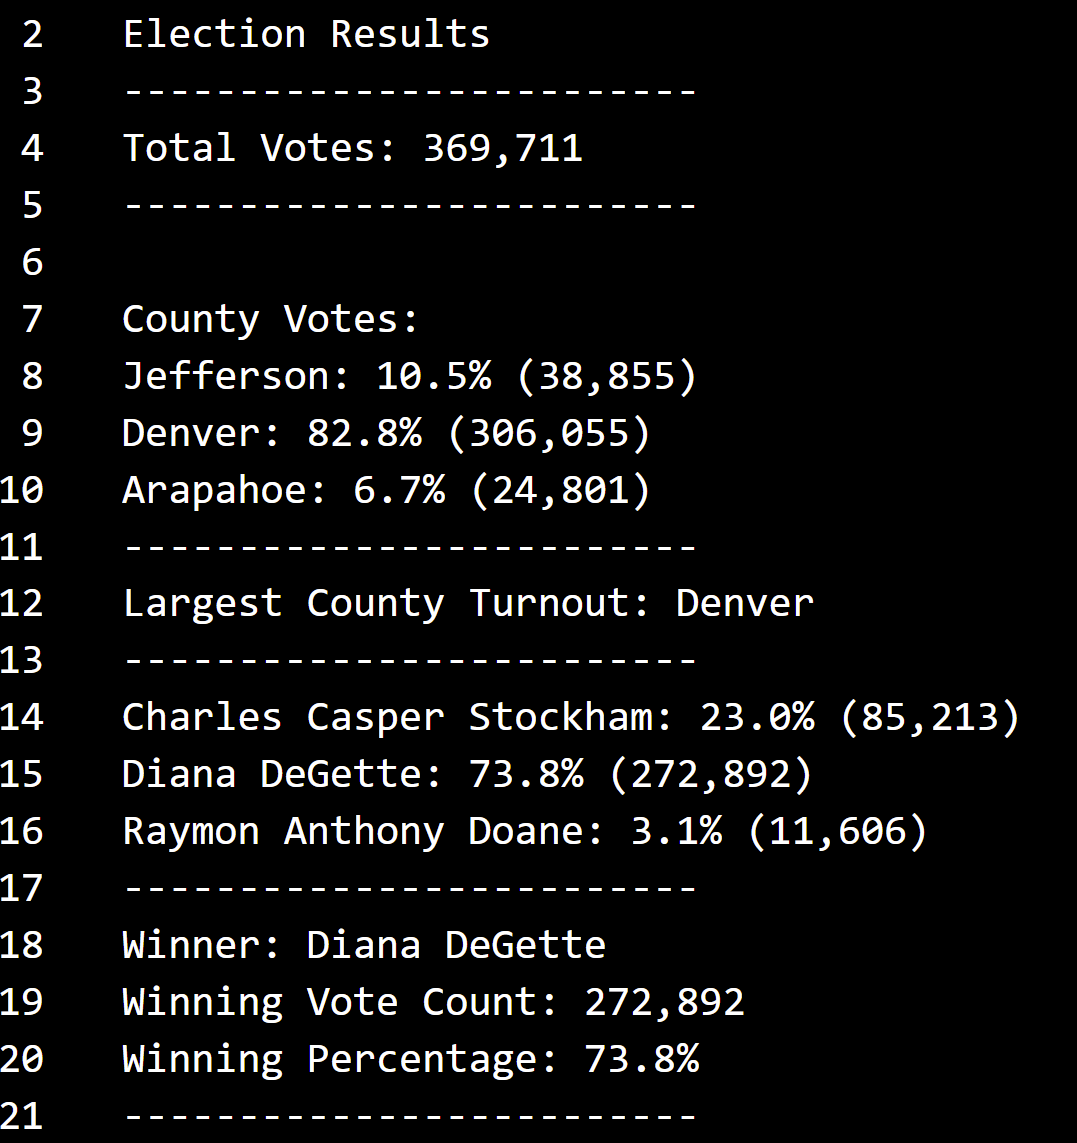 2 Election Results
3 -------------------------
4 Total Votes: 369,711
5 -------------------------
6
7 County Votes:
8 Jefferson: 10.5% (38,855)
9 Denver: 82.8% (306,055)
10 Arapahoe: 6.7% (24,801)
11 -------------------------
12 Largest County Turnout: Denver
13 -------------------------
14 Charles Casper Stockham: 23.0% (85,213)
15 Diana DeGette: 73.8% (272,892)
16 Raymon Anthony Doane: 3.1% (11,606)
17 -------------------------
18 Winner: Diana DeGette
19 Winning Vote Count: 272,892
20 Winning Percentage: 73.8%
21 -------------------------